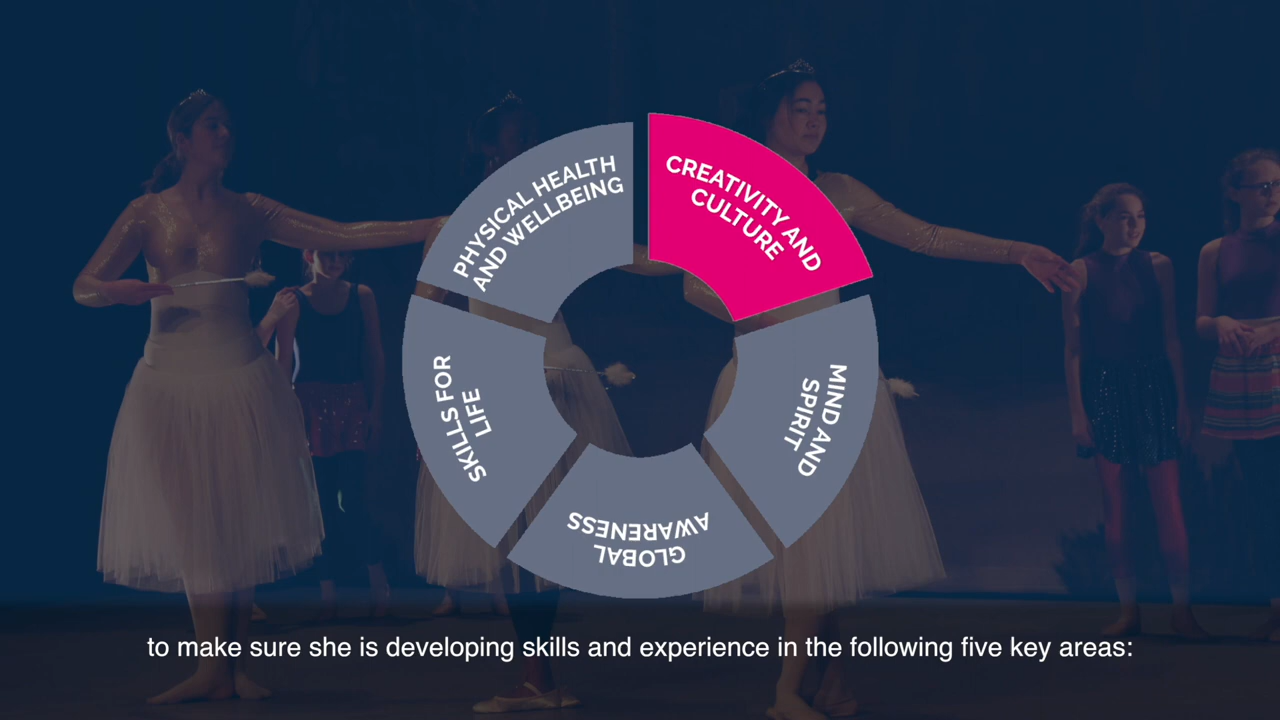 PHYSICAL HEALTH
AND WELLBEING
CREATIVITY AND
CULTURE
MIND AND
SPIRIT
GLOBAL
AWARENESS
SKILLS FOR
LIFE
to make sure she is developing skills and experience in the following five key areas: